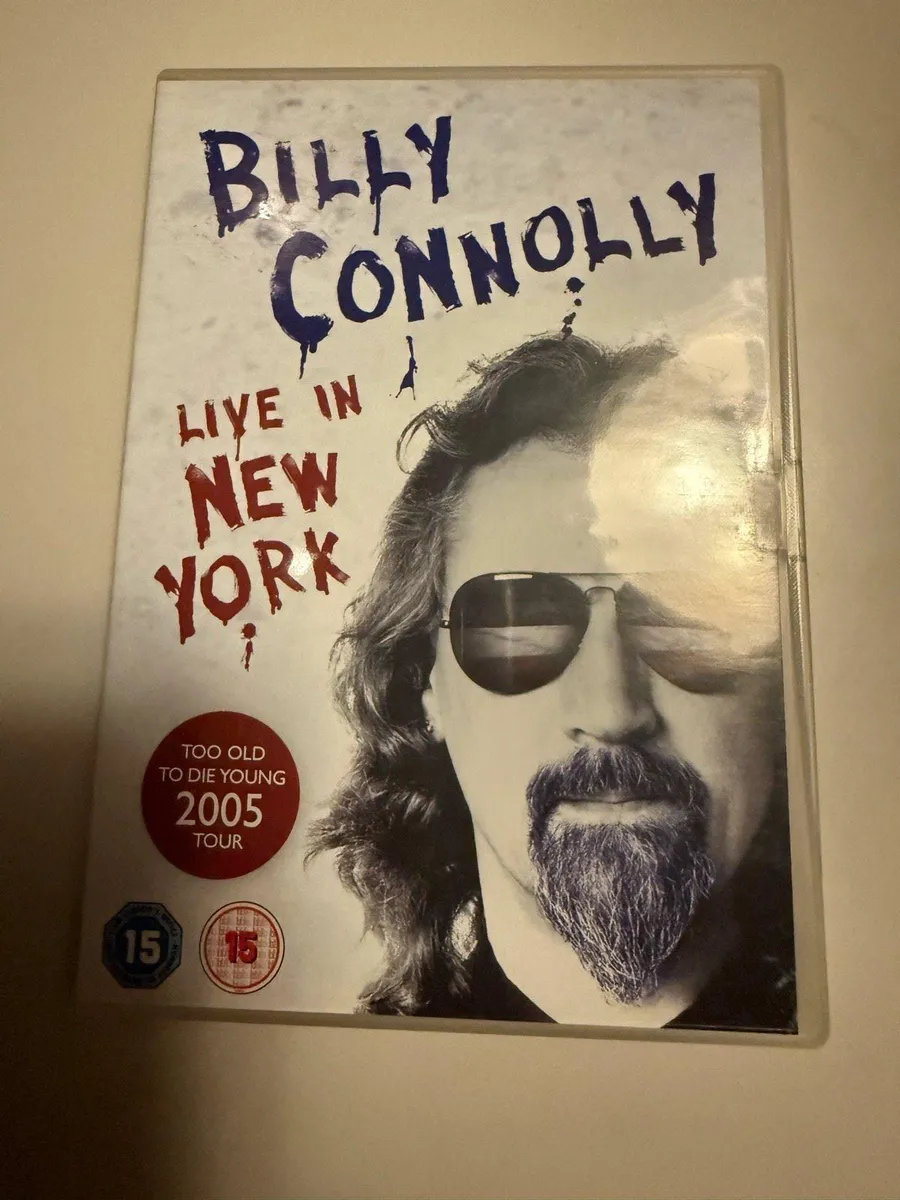 BILLY
CONNOLLY
LIVE IN
NEW
YORK
TOO OLD
TO DIE YOUNG
2005
TOUR
15
15